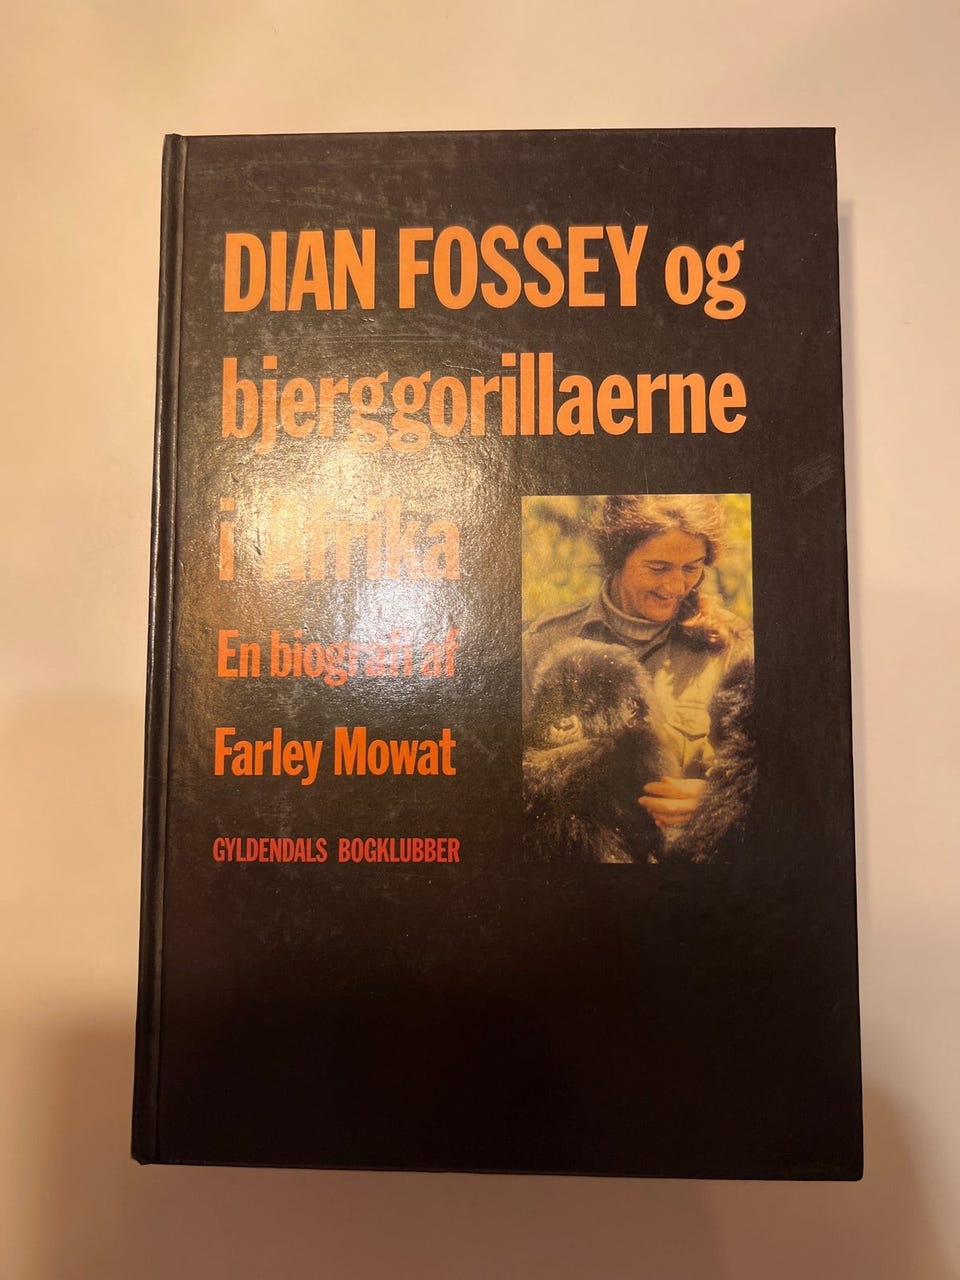 DIAN FOSSEY og
bjerggorillaerne
i Afrika
En biografi af
Farley Mowat
GYLDENDALS BOGKLUBBER